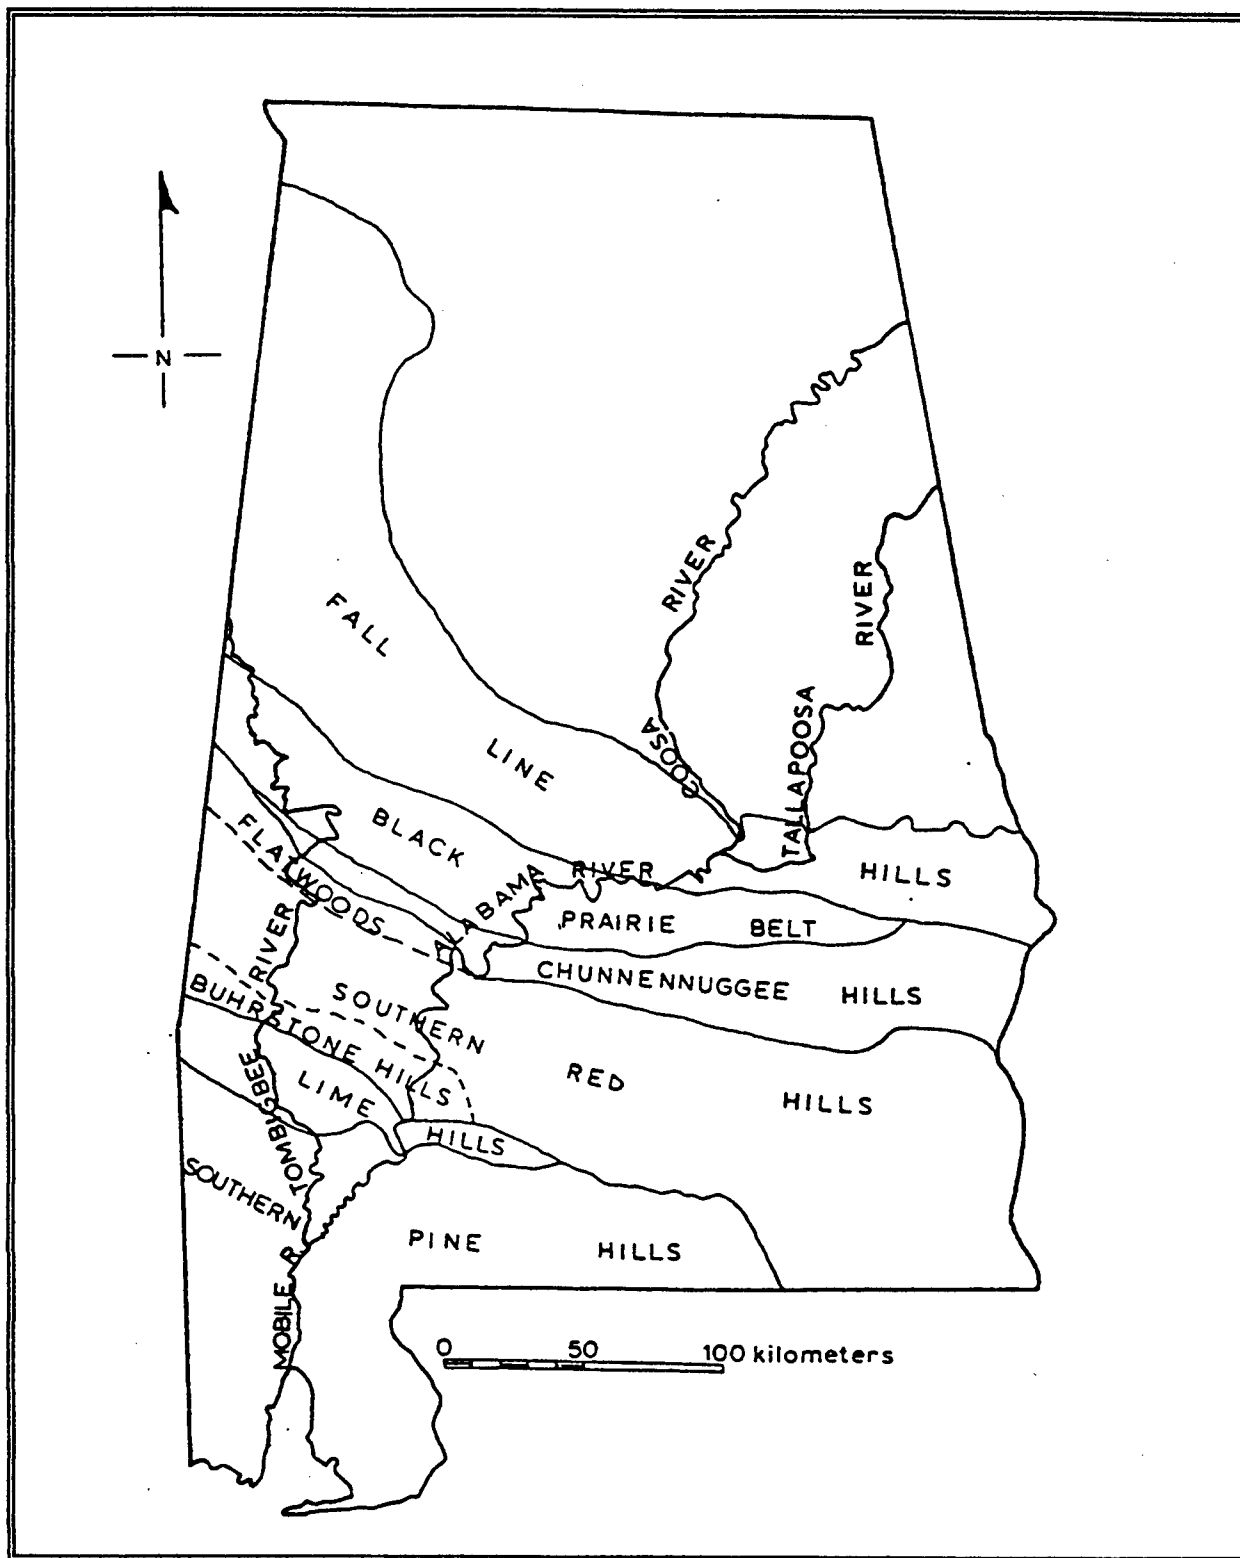 N
RIVER
RIVER
FALL
COOSA
TALLAPOOSA
LINE
BLACK
RIVER
HILLS
FLATWOODS
ALABAMA
PRAIRIE BELT
RIVER
CHUNNENNUGGEE HILLS
BUHRSTONE HILLS
SOUTHERN
RED
HILLS
TOMBIGBEE
LIME
HILLS
SOUTHERN
PINE
HILLS
MOBILE R
0 50 100 kilometers